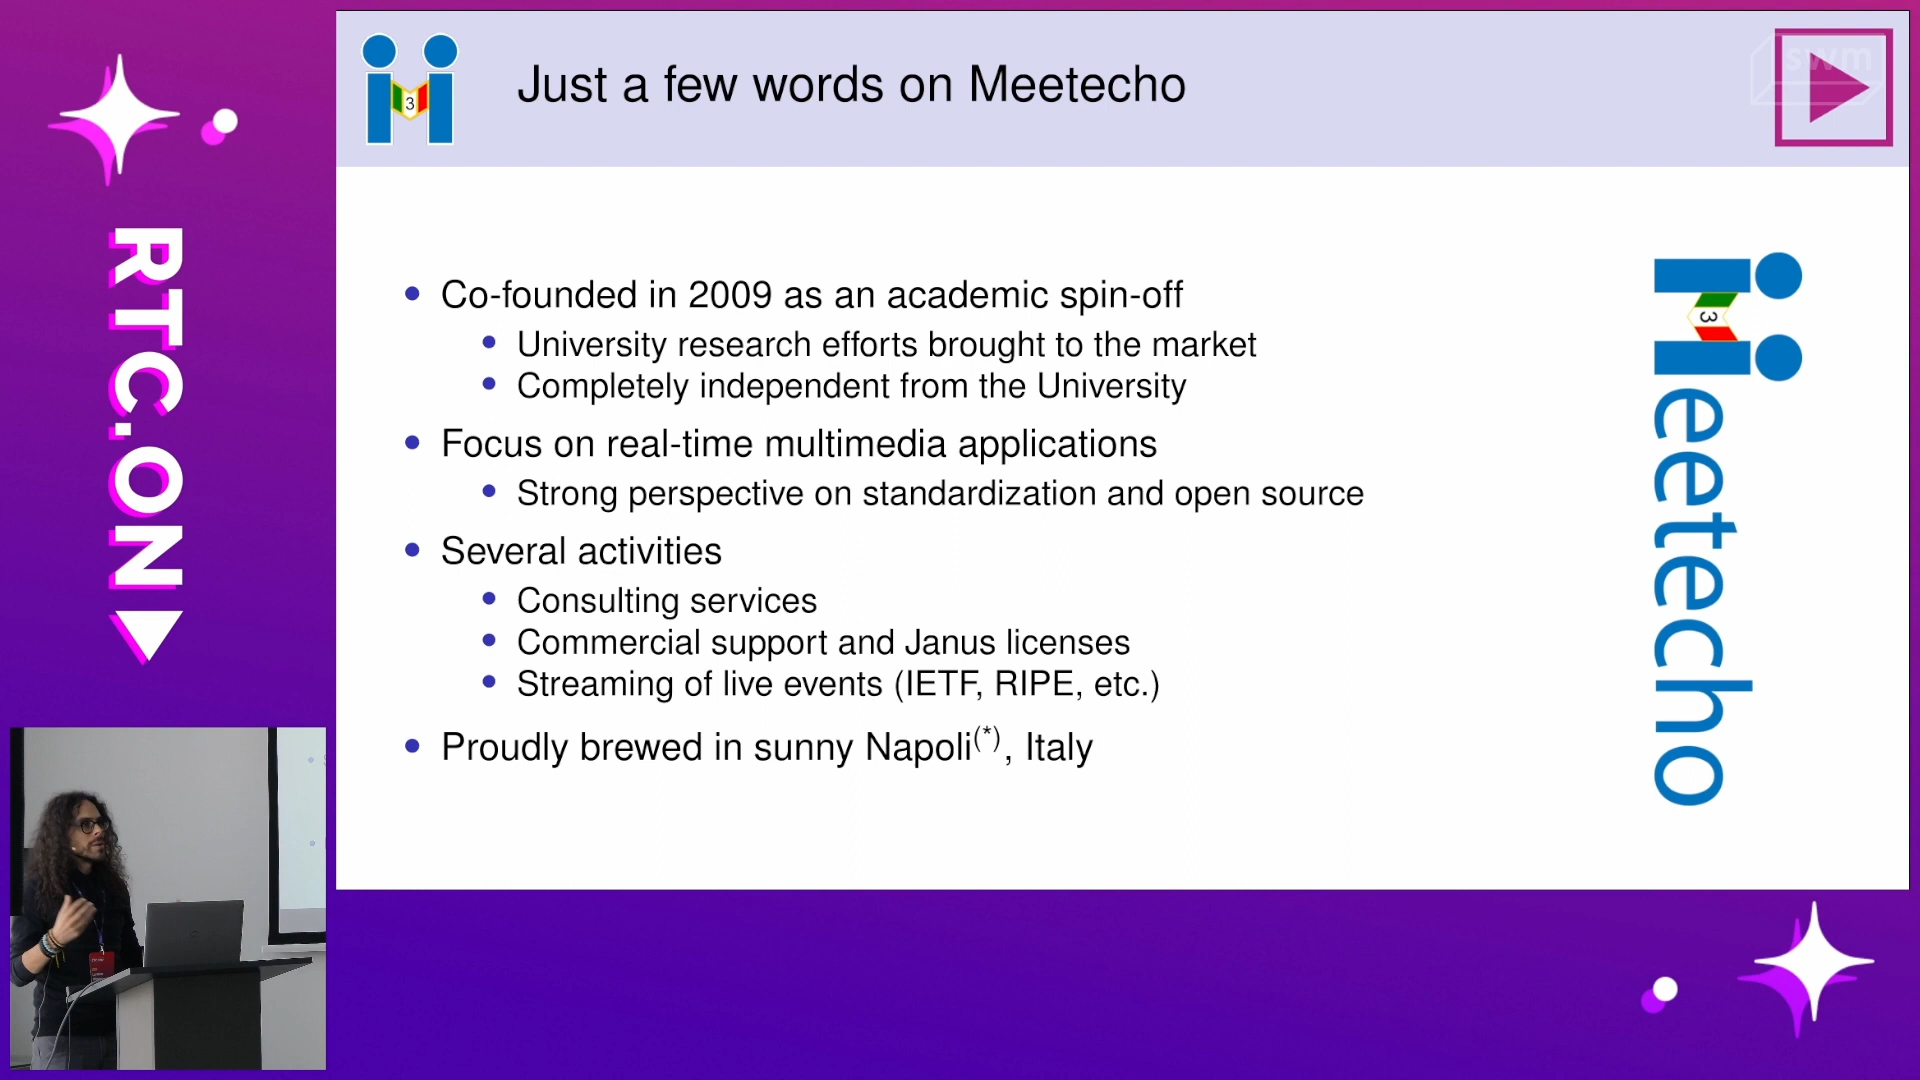 Just a few words on Meetecho
3
swm
RTC.ON
• Co-founded in 2009 as an academic spin-off
• University research efforts brought to the market
• Completely independent from the University
• Focus on real-time multimedia applications
• Strong perspective on standardization and open source
• Several activities
• Consulting services
• Commercial support and Janus licenses
• Streaming of live events (IETF, RIPE, etc.)
• Proudly brewed in sunny Napoli(*), Italy
3
Meetecho